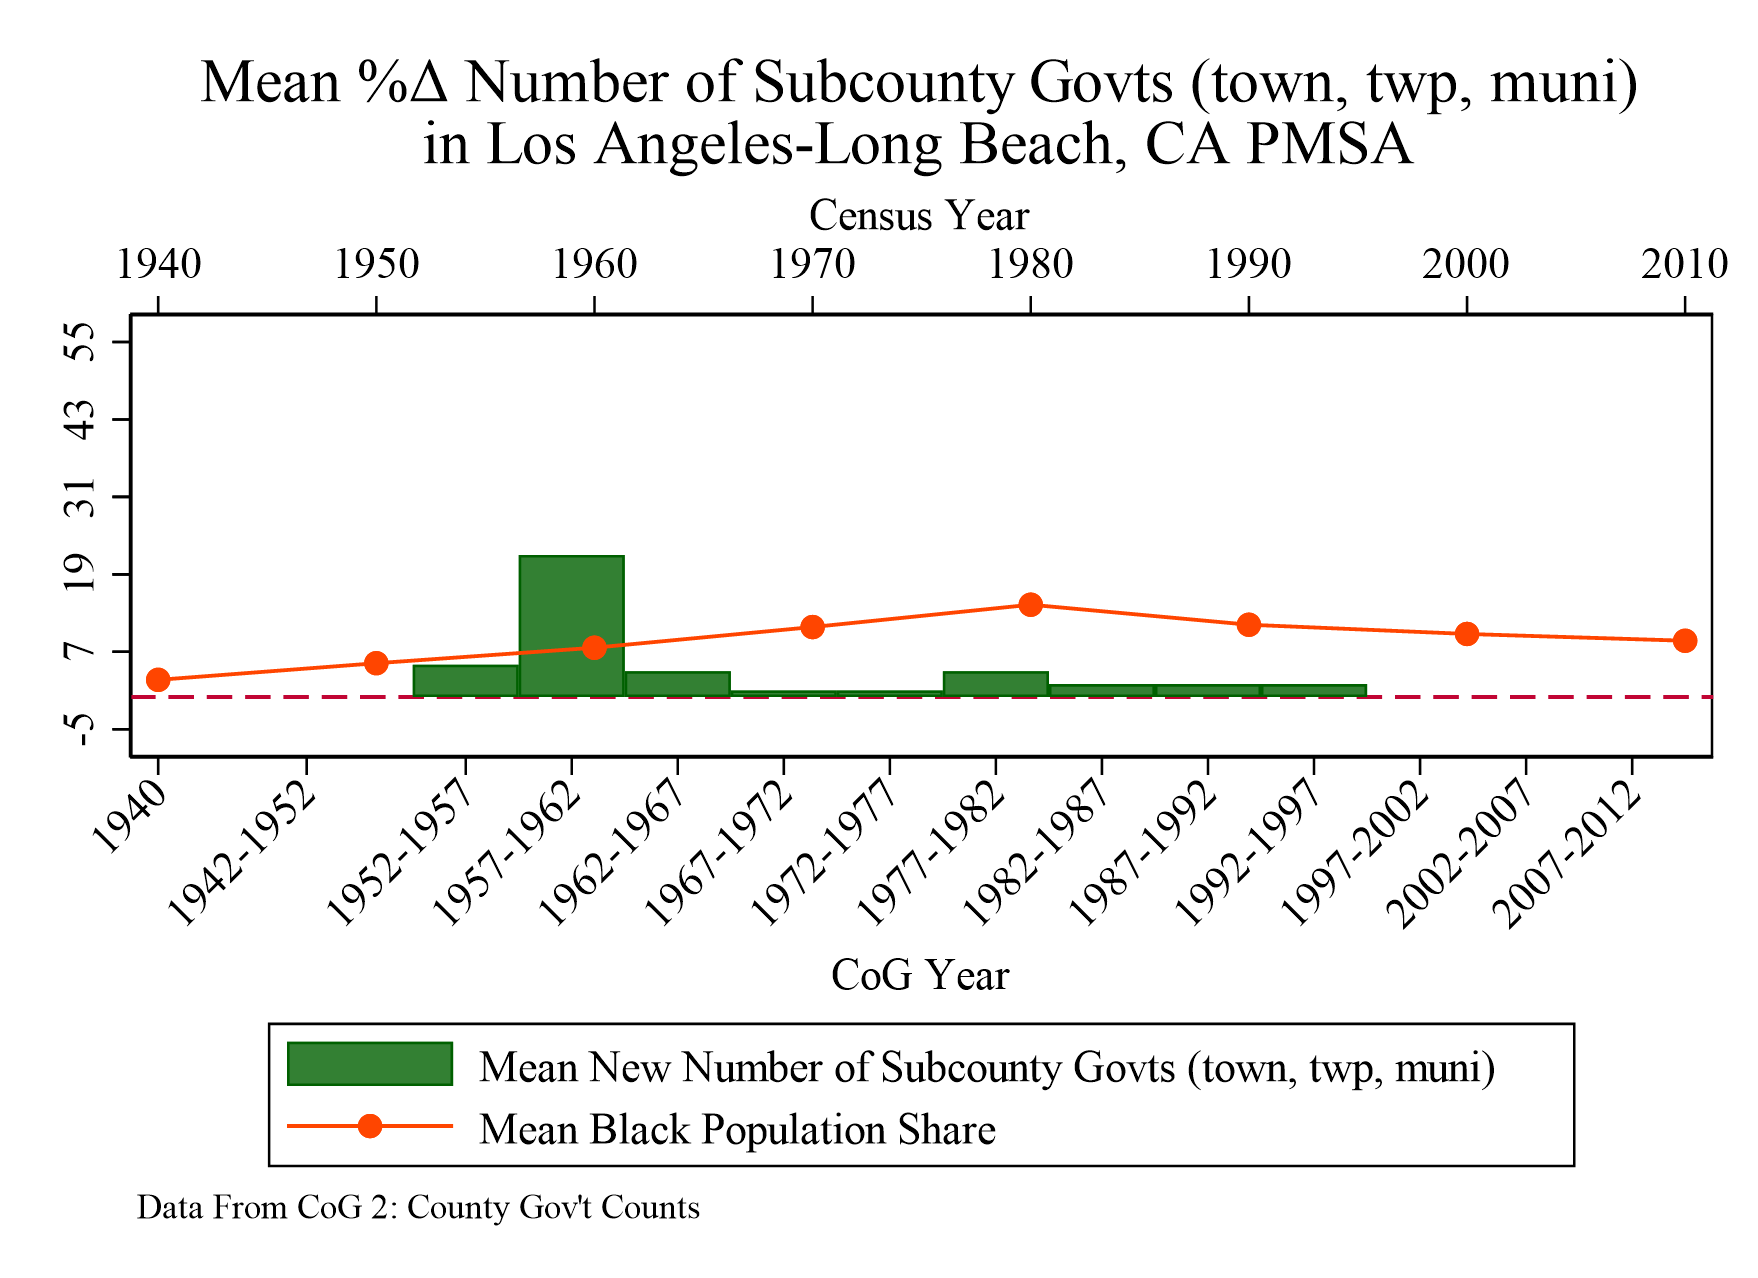 Mean %Δ Number of Subcounty Govts (town, twp, muni)
in Los Angeles-Long Beach, CA PMSA
Census Year
1940 1950 1960 1970 1980 1990 2000 2010
55
43
31
19
7
-5
1940 1942-1952 1952-1957 1957-1962 1962-1967 1967-1972 1972-1977 1977-1982 1982-1987 1987-1992 1992-1997 1997-2002 2002-2007 2007-2012
CoG Year
Mean New Number of Subcounty Govts (town, twp, muni)
Mean Black Population Share
Data From CoG 2: County Gov't Counts